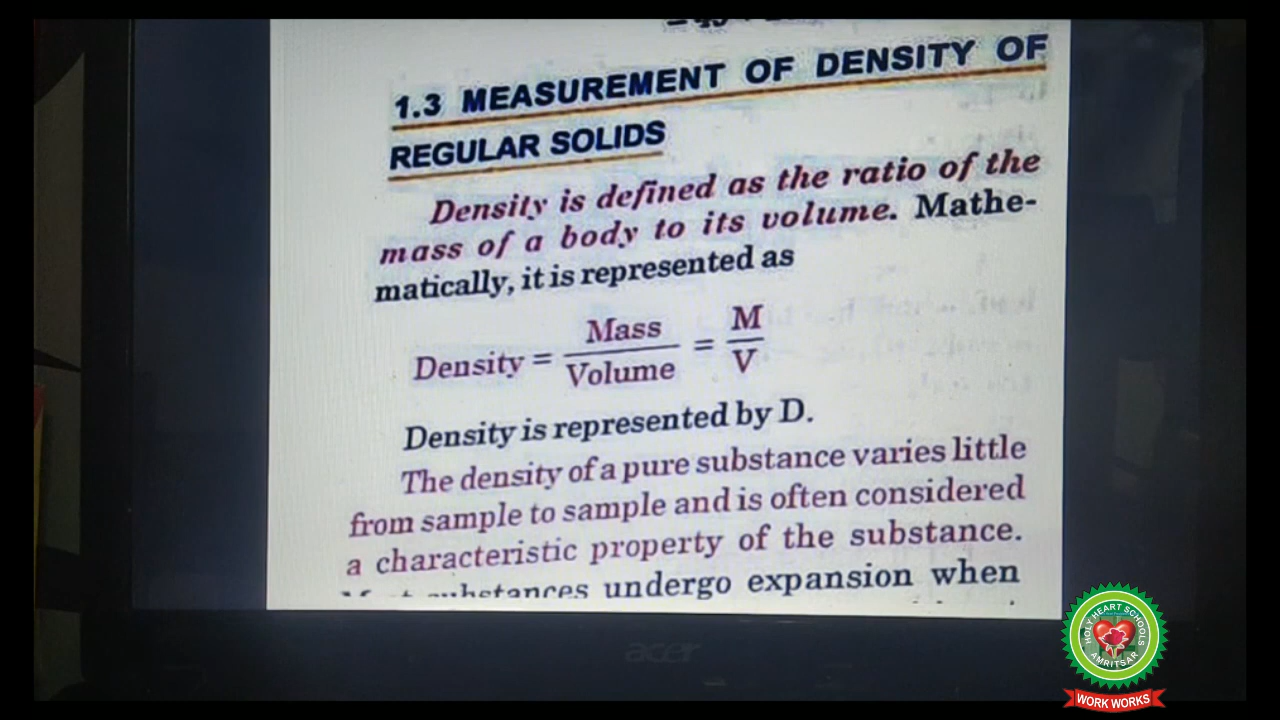 1.3 MEASUREMENT OF DENSITY OF
REGULAR SOLIDS
Density is defined as the ratio of the
mass of a body to its volume. Mathe-
matically, it is represented as
Density = Mass / Volume = M / V
Density is represented by D.
The density of a pure substance varies little
from sample to sample and is often considered
a characteristic property of the substance.
substances undergo expansion when
acer
HOLY HEART SCHOOLS
AMRITSAR
WORK WORKS